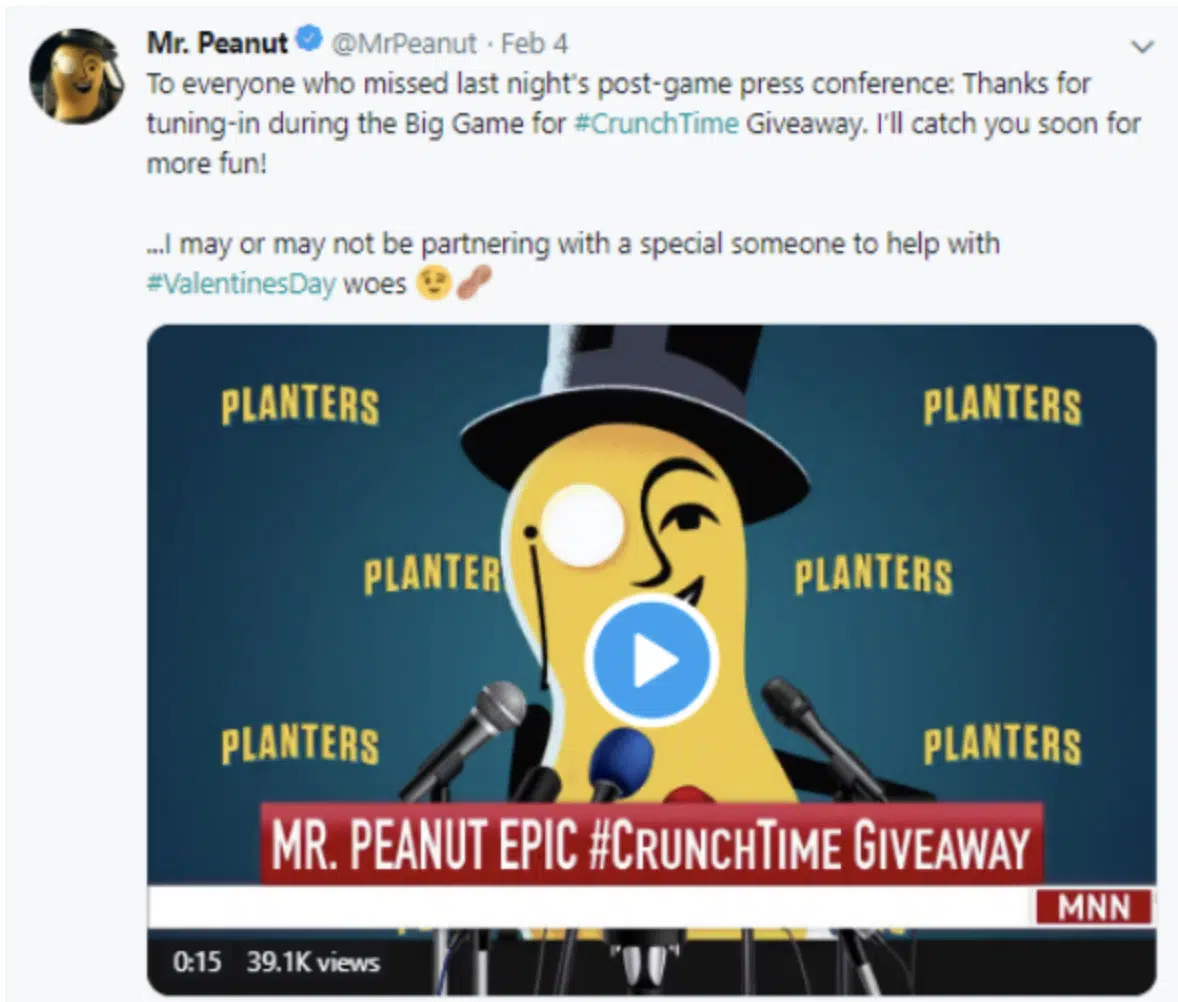 Mr. Peanut @MrPeanut · Feb 4
To everyone who missed last night's post-game press conference: Thanks for
tuning-in during the Big Game for #CrunchTime Giveaway. I'll catch you soon for
more fun!
...I may or may not be partnering with a special someone to help with
#ValentinesDay woes 😉🥜
PLANTERS PLANTERS
PLANTER PLANTERS
PLANTERS PLANTERS
MR. PEANUT EPIC #CRUNCHTIME GIVEAWAY
MNN
0:15 39.1K views